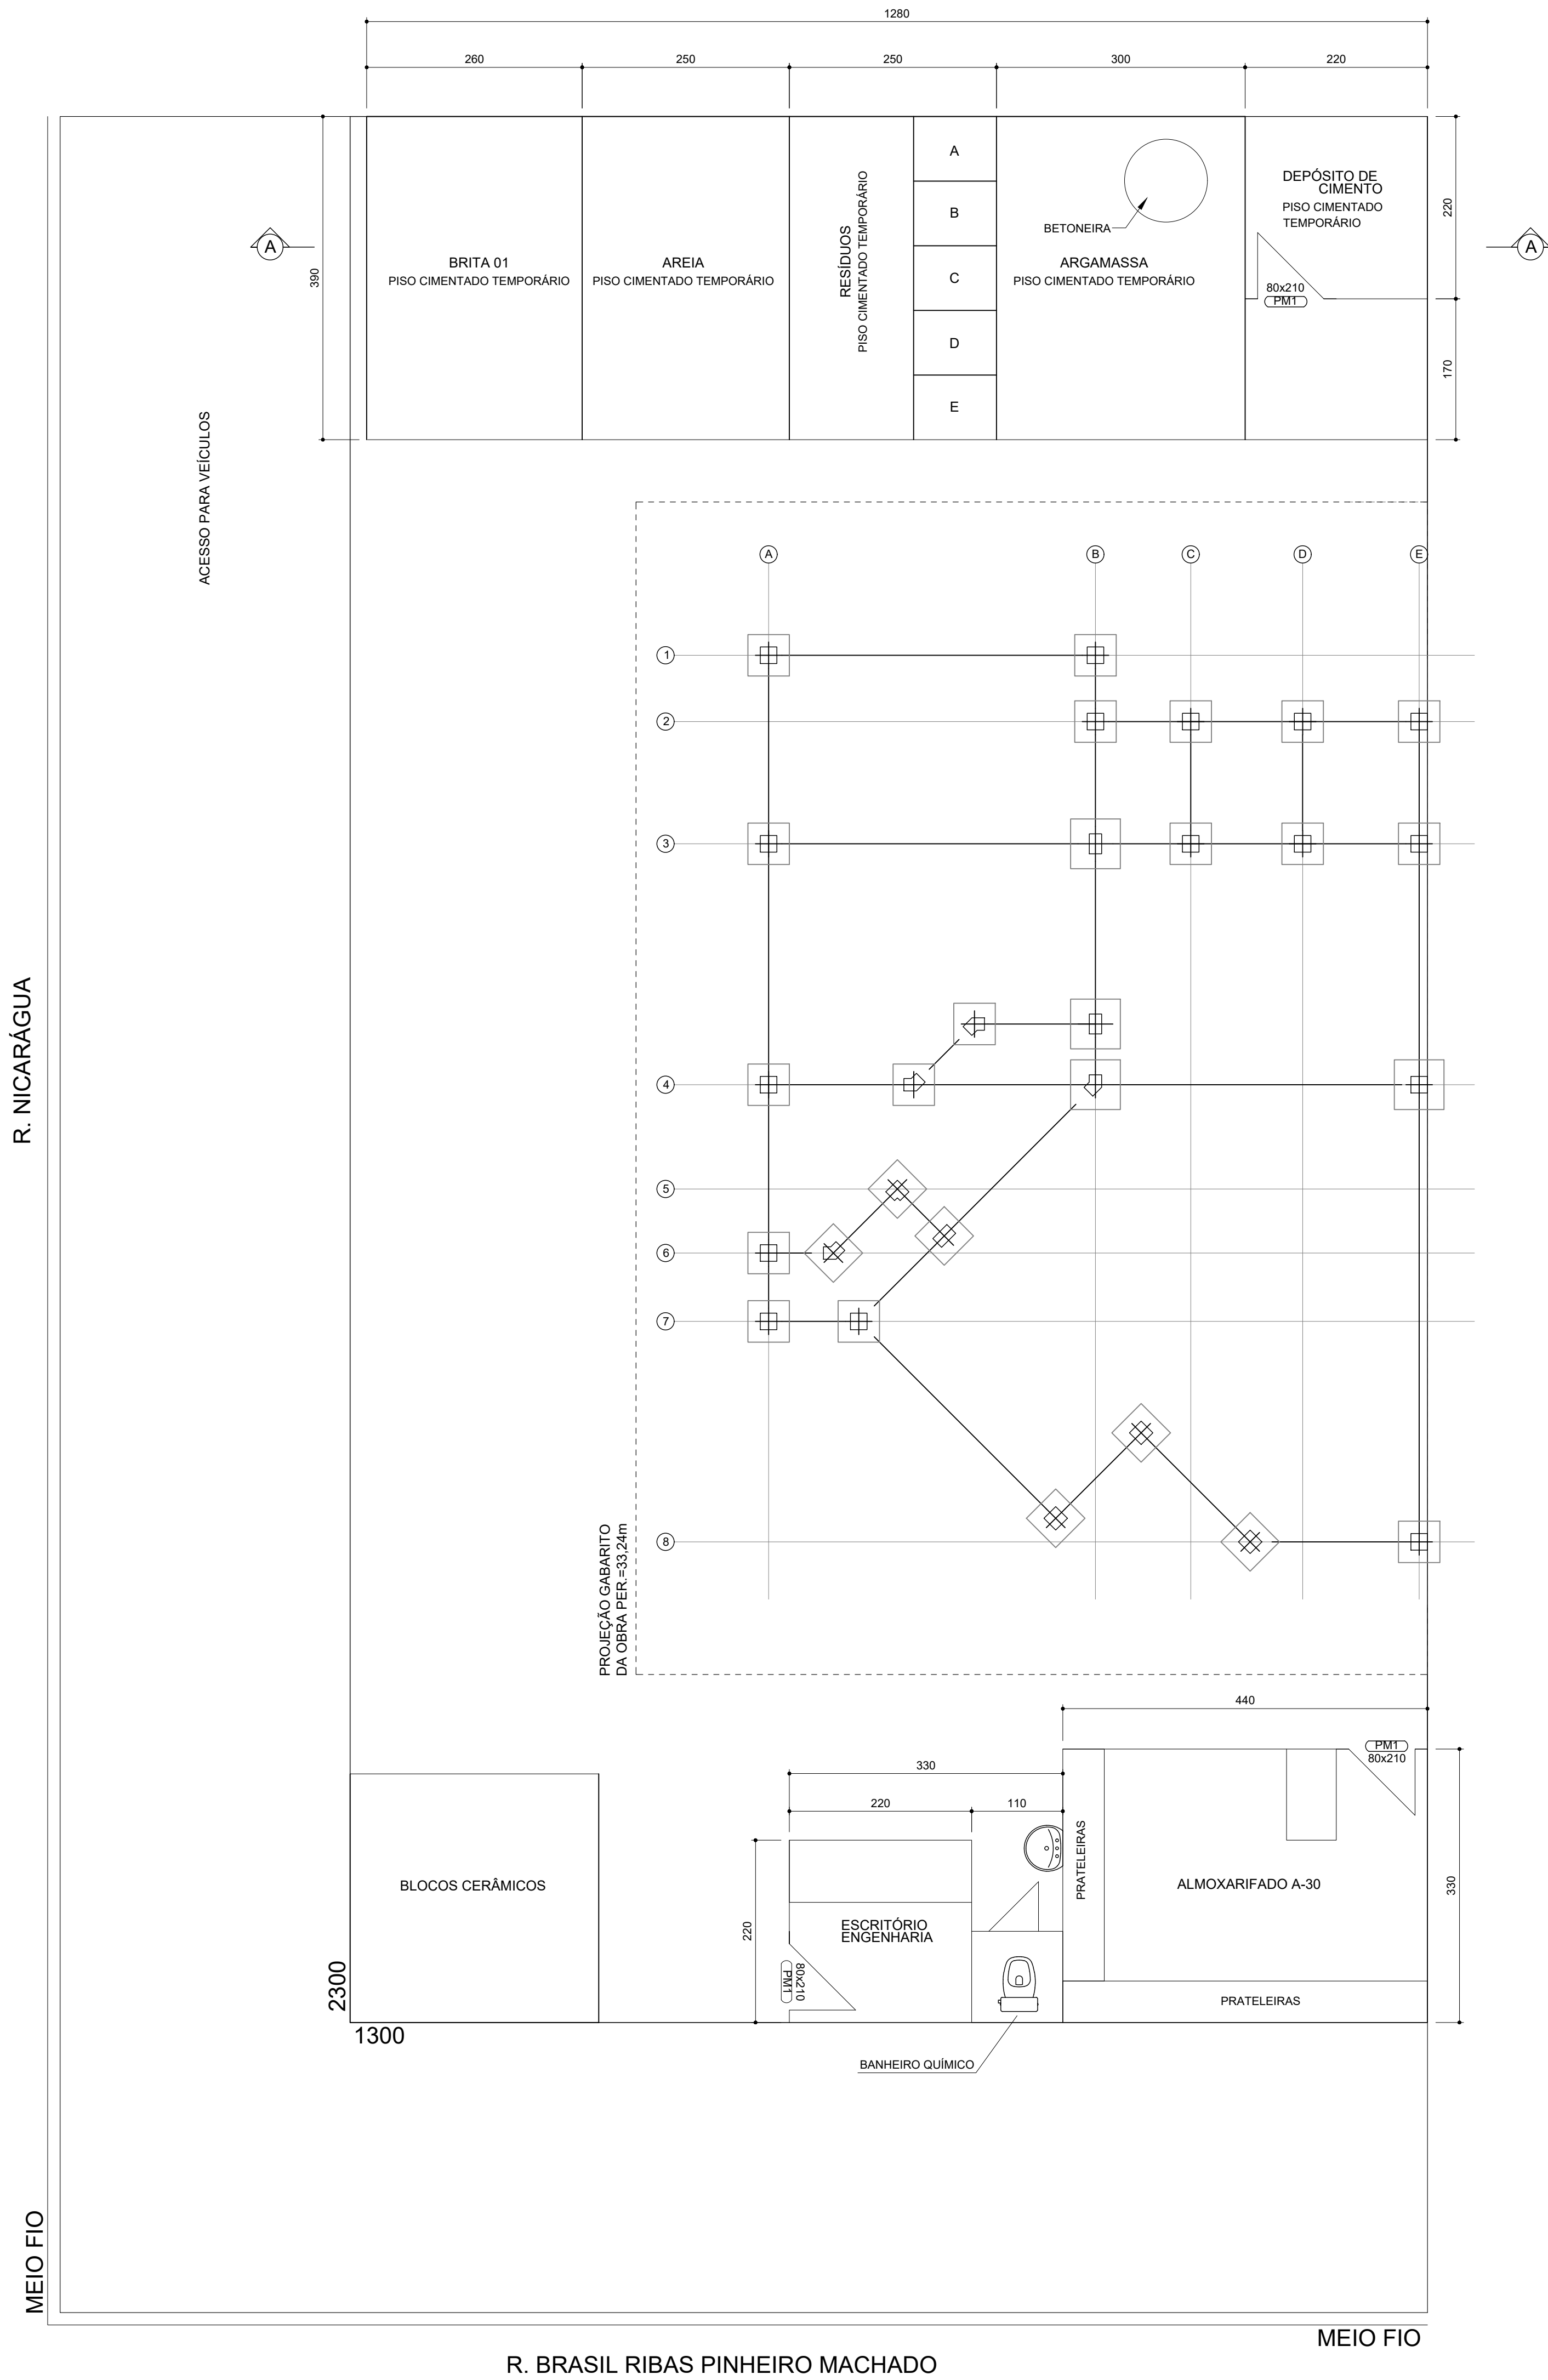 1280
260
250
250
300
220
390
220
170
A
A
BRITA 01
PISO CIMENTADO TEMPORÁRIO
AREIA
PISO CIMENTADO TEMPORÁRIO
RESÍDUOS
PISO CIMENTADO TEMPORÁRIO
A
B
C
D
E
BETONEIRA
ARGAMASSA
PISO CIMENTADO TEMPORÁRIO
DEPÓSITO DE
CIMENTO
PISO CIMENTADO
TEMPORÁRIO
80x210
PM1
ACESSO PARA VEÍCULOS
A
B
C
D
E
1
2
3
4
5
6
7
8
R. NICARÁGUA
PROJEÇÃO GABARITO
DA OBRA PER.=33,24m
440
330
220
110
220
330
PM1
80x210
BLOCOS CERÂMICOS
ESCRITÓRIO
ENGENHARIA
80x210
PM1
PRATELEIRAS
ALMOXARIFADO A-30
PRATELEIRAS
2300
1300
BANHEIRO QUÍMICO
MEIO FIO
MEIO FIO
R. BRASIL RIBAS PINHEIRO MACHADO